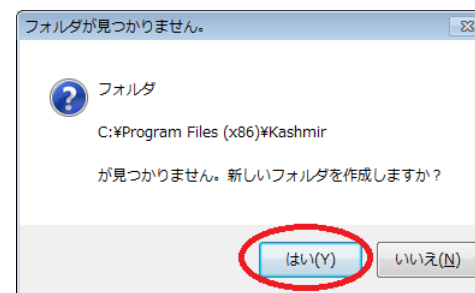 フォルダが見つかりません。
フォルダ
C:¥Program Files (x86)¥Kashmir
が見つかりません。新しいフォルダを作成しますか？
はい(Y)
いいえ(N)